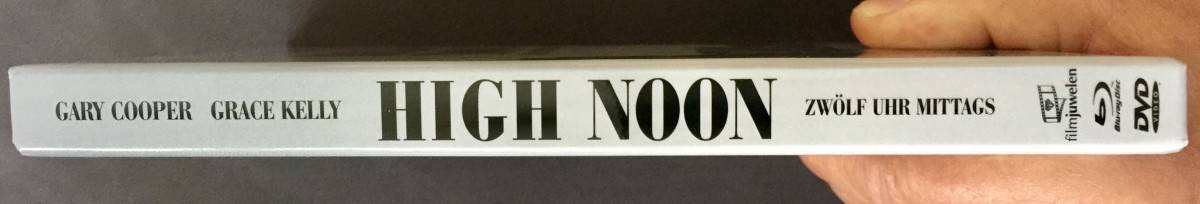 GARY COOPER GRACE KELLY HIGH NOON ZWÖLF UHR MITTAGS
filmjuwelen
Blu-ray Disc
DVD
VIDEO